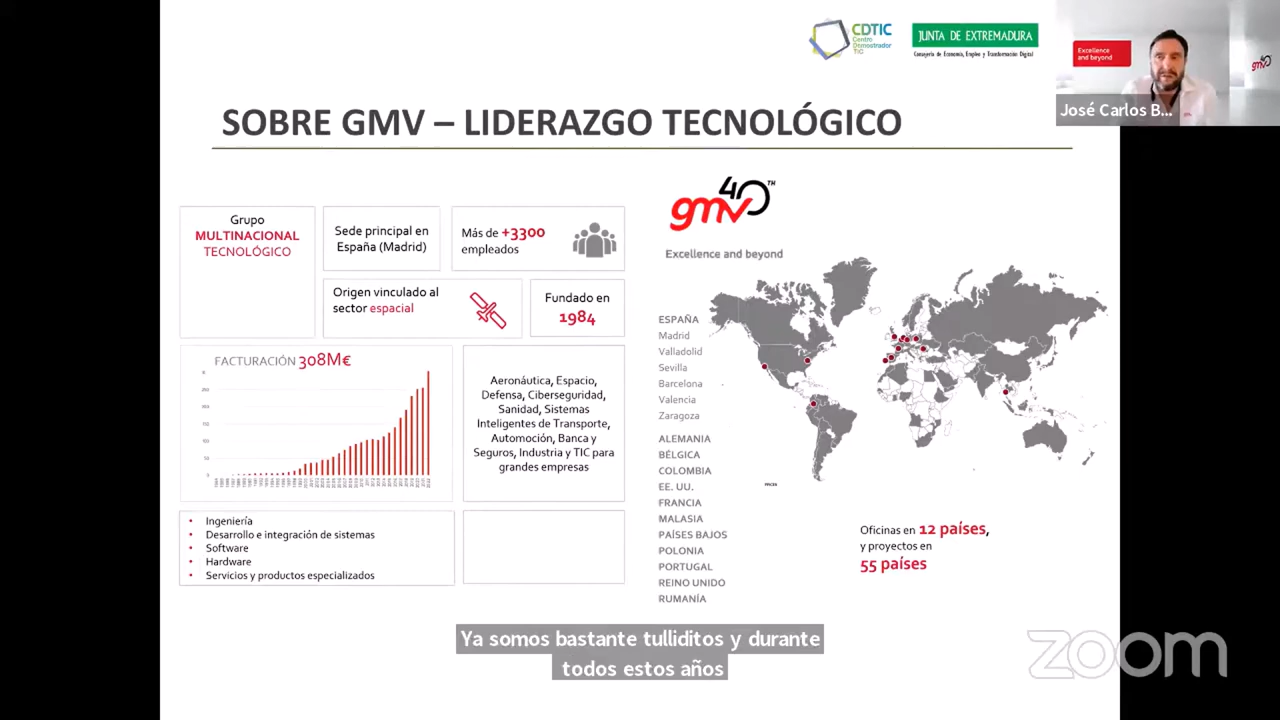 CDTIC
Centro
Demostrador
TIC
JUNTA DE EXTREMADURA
Consejería de Economía, Empleo y Transformación Digital
Excellence
and beyond
gmv
José Carlos B...
SOBRE GMV – LIDERAZGO TECNOLÓGICO
Grupo
MULTINACIONAL
TECNOLÓGICO
Sede principal en
España (Madrid)
Más de +3300
empleados
Origen vinculado al
sector espacial
Fundado en
1984
FACTURACIÓN 308M€
Aeronáutica, Espacio,
Defensa, Ciberseguridad,
Sanidad, Sistemas
Inteligentes de Transporte,
Automoción, Banca y
Seguros, Industria y TIC para
grandes empresas
• Ingeniería
• Desarrollo e integración de sistemas
• Software
• Hardware
• Servicios y productos especializados
gmv 40TH
Excellence and beyond
ESPAÑA
Madrid
Valladolid
Sevilla
Barcelona
Valencia
Zaragoza
ALEMANIA
BÉLGICA
COLOMBIA
EE. UU.
FRANCIA
MALASIA
PAÍSES BAJOS
POLONIA
PORTUGAL
REINO UNIDO
RUMANÍA
Oficinas en 12 países,
y proyectos en
55 países
Ya somos bastante tulliditos y durante
todos estos años
zoom